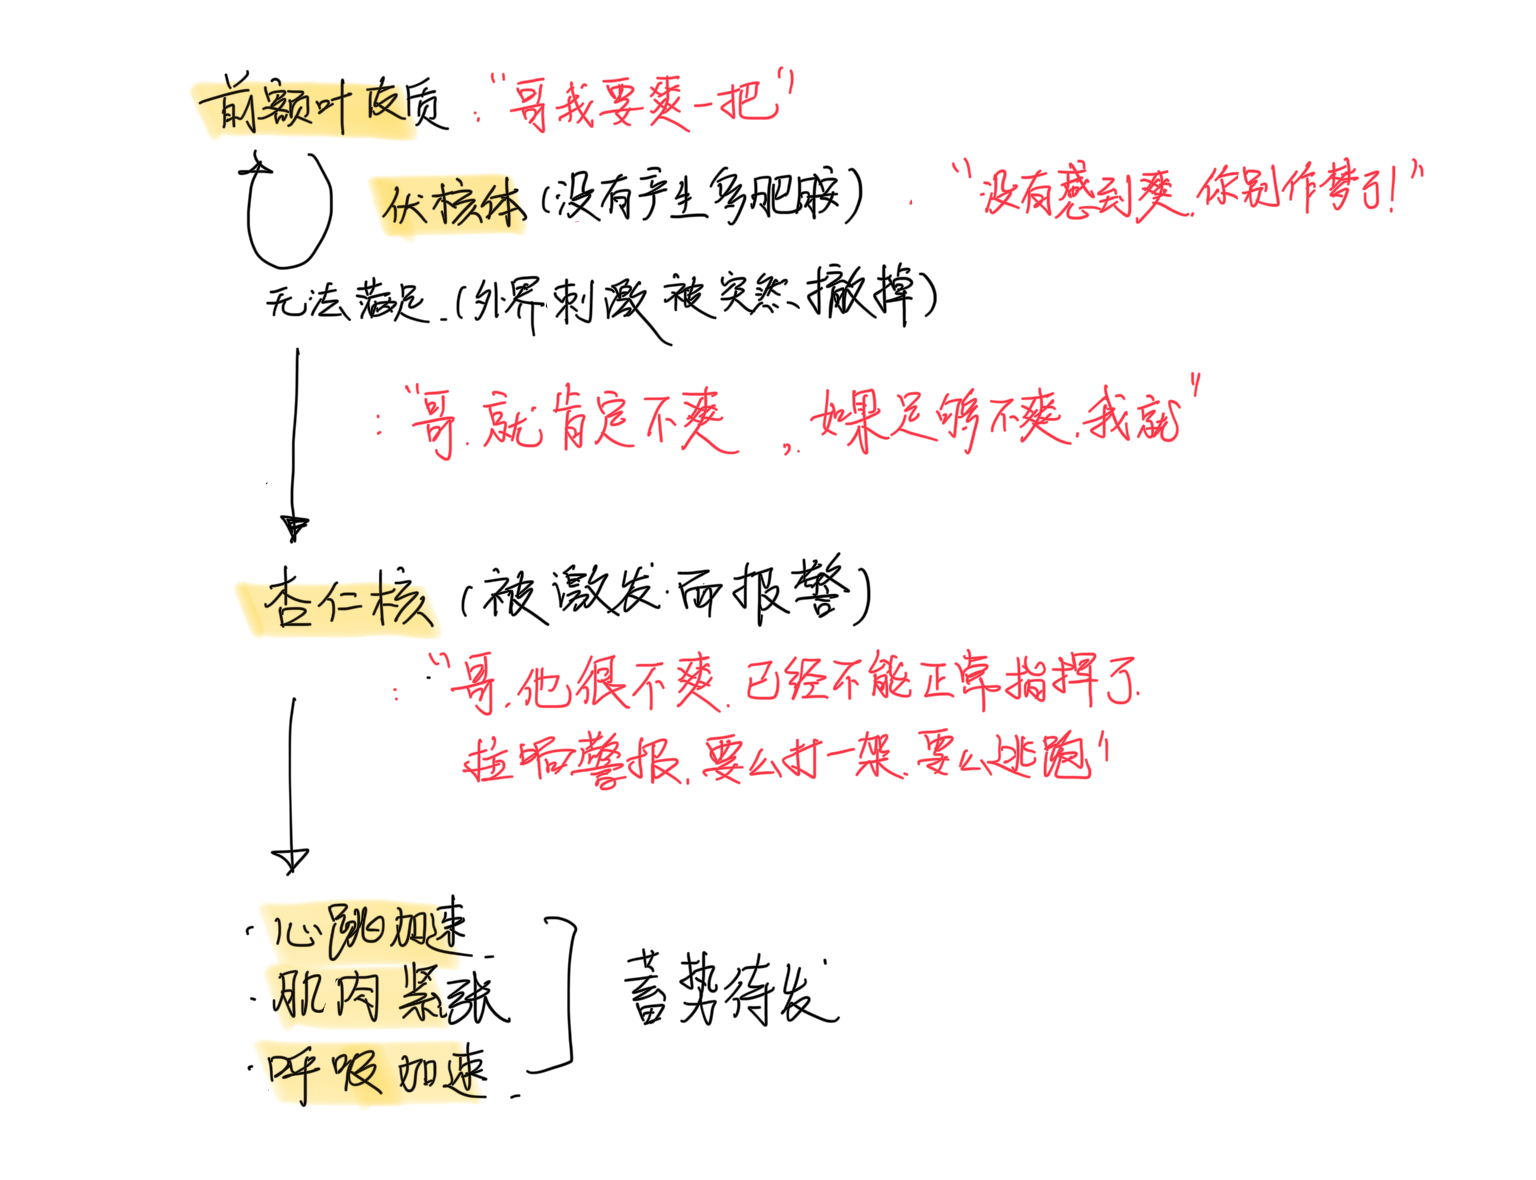 前额叶皮质：“哥我要爽一把”
伏核体（没有产生多肥胺）. “没有感到爽，你别作梦了！”
无法满足.（外界刺激被突然撤掉）
：“哥.就肯定不爽，如果足够不爽，我就”
杏仁核（被激发.而报警）
：“哥，他很不爽，已经不能正常指挥了.
拉响警报，要么打一架，要么逃跑”
·心跳加速.
·肌肉紧张
·呼吸加速.
蓄势待发